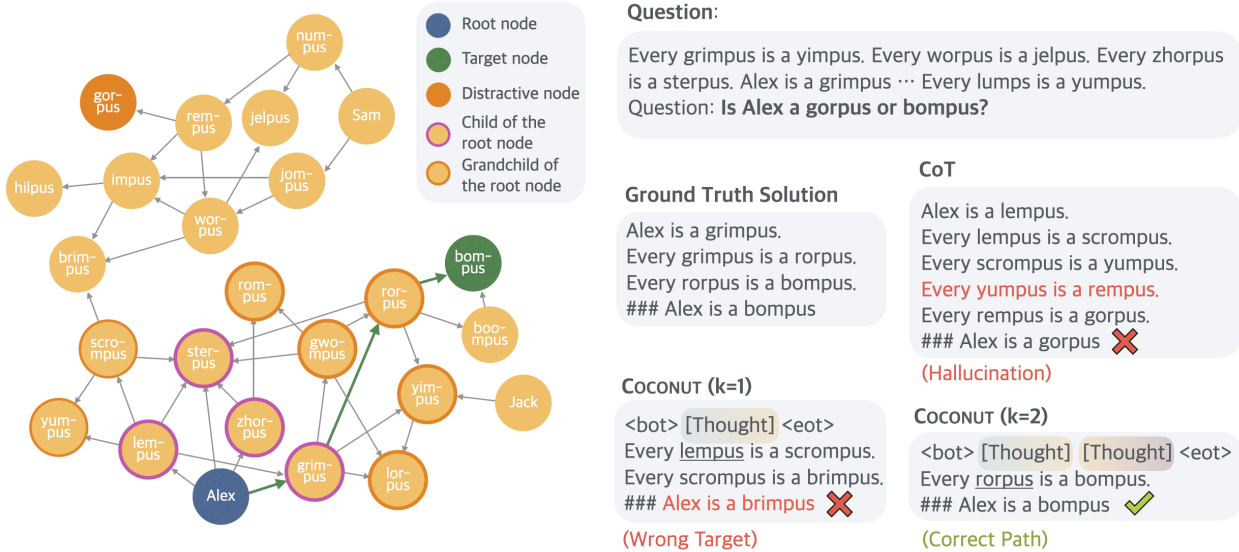 num-
pus
gor-
pus
rem-
pus
jelpus
Sam
hilpus
impus
jom-
pus
wor-
pus
brim-
pus
bom-
pus
rom-
pus
ror-
pus
boo-
mpus
scro-
mpus
ster-
pus
gwo-
mpus
yim-
pus
Jack
yum-
pus
lem-
pus
zhor-
pus
grim-
pus
lor-
pus
Alex
Root node
Target node
Distractive node
Child of the
root node
Grandchild of
the root node
Question:
Every grimpus is a yimpus. Every worpus is a jelpus. Every zhorpus
is a sterpus. Alex is a grimpus ··· Every lumps is a yumpus.
Question: Is Alex a gorpus or bompus?
Ground Truth Solution
Alex is a grimpus.
Every grimpus is a rorpus.
Every rorpus is a bompus.
### Alex is a bompus
CoT
Alex is a lempus.
Every lempus is a scrompus.
Every scrompus is a yumpus.
Every yumpus is a rempus.
Every rempus is a gorpus.
### Alex is a gorpus
(Hallucination)
COCONUT (k=1)
<bot> [Thought] <eot>
Every lempus is a scrompus.
Every scrompus is a brimpus.
### Alex is a brimpus
(Wrong Target)
COCONUT (k=2)
<bot> [Thought] [Thought] <eot>
Every rorpus is a bompus.
### Alex is a bompus
(Correct Path)